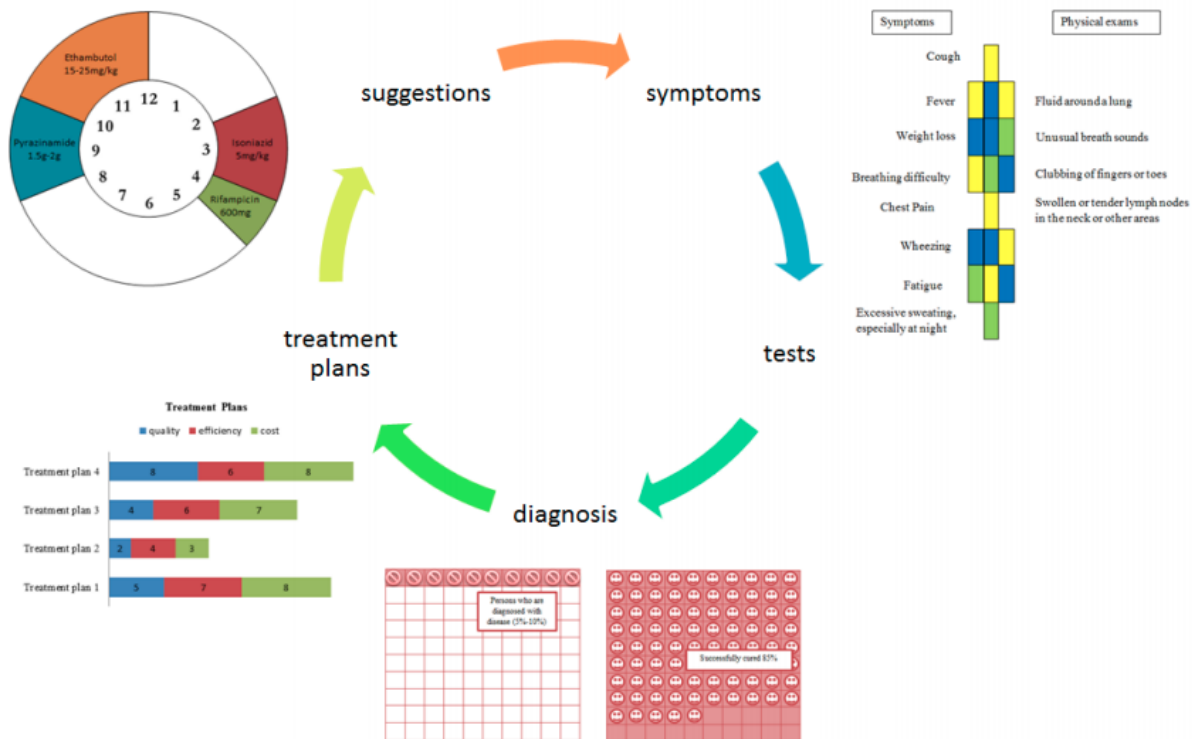 Ethambutol
15-25mg/kg
Pyrazinamide
1.5g-2g
Isoniazid
5mg/kg
Rifampicin
600mg
12
1
2
3
4
5
6
7
8
9
10
11
suggestions
symptoms
tests
diagnosis
treatment
plans
Symptoms
Physical exams
Cough
Fever
Fluid around a lung
Weight loss
Unusual breath sounds
Breathing difficulty
Clubbing of fingers or toes
Chest Pain
Swollen or tender lymph nodes
in the neck or other areas
Wheezing
Fatigue
Excessive sweating,
especially at night
Treatment Plans
quality efficiency cost
Treatment plan 4 8 6 8
Treatment plan 3 4 6 7
Treatment plan 2 2 4 3
Treatment plan 1 5 7 8
Persons who are
diagnosed with
disease (5%-10%)
Successfully cured 85%